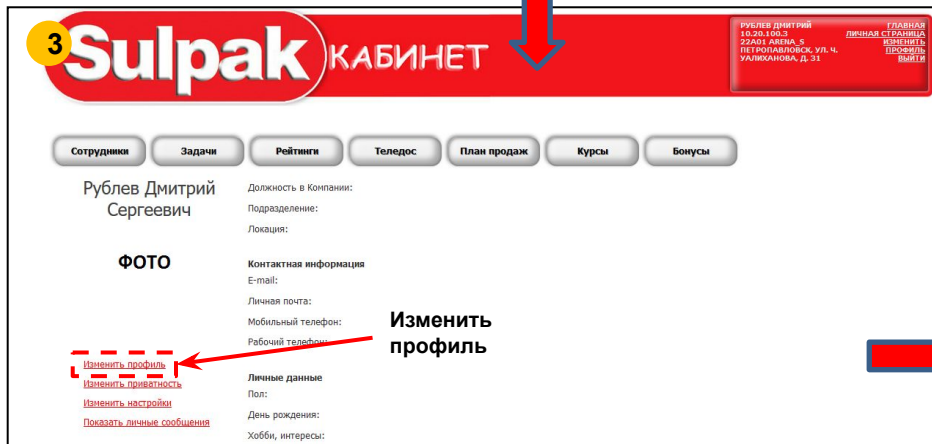 3
Sulpak КАБИНЕТ
РУБЛЕВ ДМИТРИЙ
10.20.100.3
22A01 ARENA_S
ПЕТРОПАВЛОВСК, УЛ. Ч.
УАЛИХАНОВА, Д. 31
ГЛАВНАЯ
ЛИЧНАЯ СТРАНИЦА
ИЗМЕНИТЬ
ПРОФИЛЬ
ВЫЙТИ
Сотрудники Задачи Рейтинги Теледос План продаж Курсы Бонусы
Рублев Дмитрий
Сергеевич
ФОТО
Изменить профиль
Изменить приватность
Изменить настройки
Показать личные сообщения
Должность в Компании:
Подразделение:
Локация:
Контактная информация
E-mail:
Личная почта:
Мобильный телефон:
Рабочий телефон:
Личные данные
Пол:
День рождения:
Хобби, интересы:
Изменить
профиль